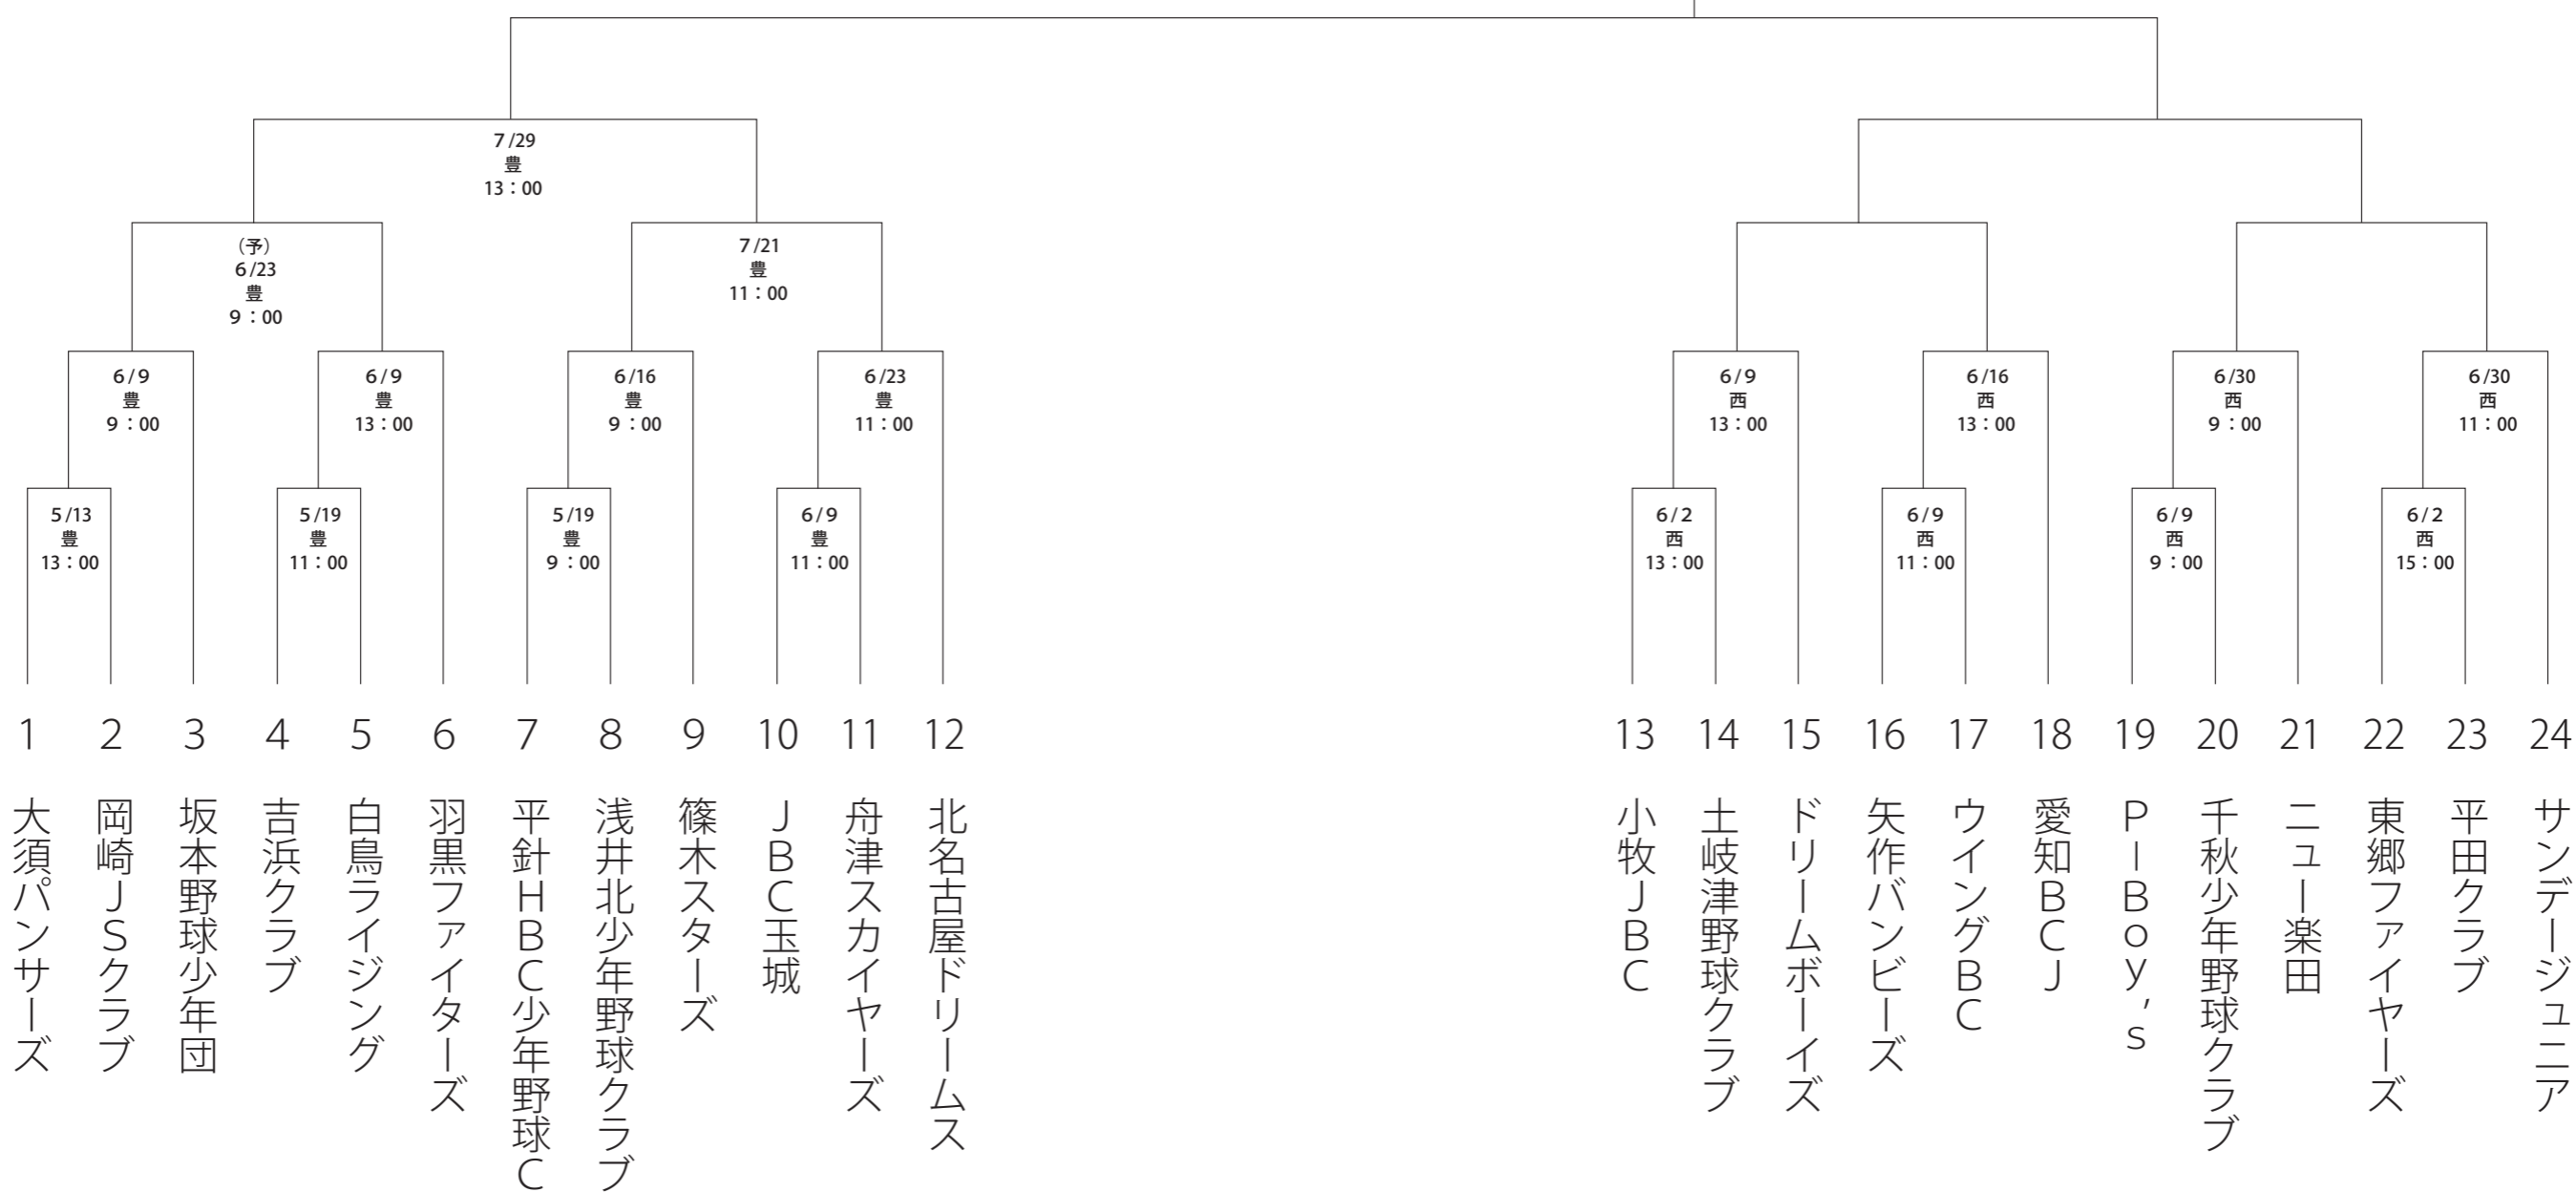 7/29
豊
13：00
（予）
6/23
豊
9：00
7/21
豊
11：00
6/9
豊
9：00
6/9
豊
13：00
6/16
豊
9：00
6/23
豊
11：00
6/9
西
13：00
6/16
西
13：00
6/30
西
9：00
6/30
西
11：00
5/13
豊
13：00
5/19
豊
11：00
5/19
豊
9：00
6/9
豊
11：00
6/2
西
13：00
6/9
西
11：00
6/9
西
9：00
6/2
西
15：00
1
大須パンサーズ
2
岡崎ＪＳクラブ
3
坂本野球少年団
4
吉浜クラブ
5
白鳥ライジング
6
羽黒ファイターズ
7
平針ＨＢＣ少年野球Ｃ
8
浅井北少年野球クラブ
9
篠木スターズ
10
ＪＢＣ玉城
11
舟津スカイヤーズ
12
北名古屋ドリームス
13
小牧ＪＢＣ
14
土岐津野球クラブ
15
ドリームボーイズ
16
矢作バンビーズ
17
ウイングＢＣ
18
愛知ＢＣＪ
19
Ｐ－Ｂｏｙ’ｓ
20
千秋少年野球クラブ
21
ニュー楽田
22
東郷ファイヤーズ
23
平田クラブ
24
サンデージュニア